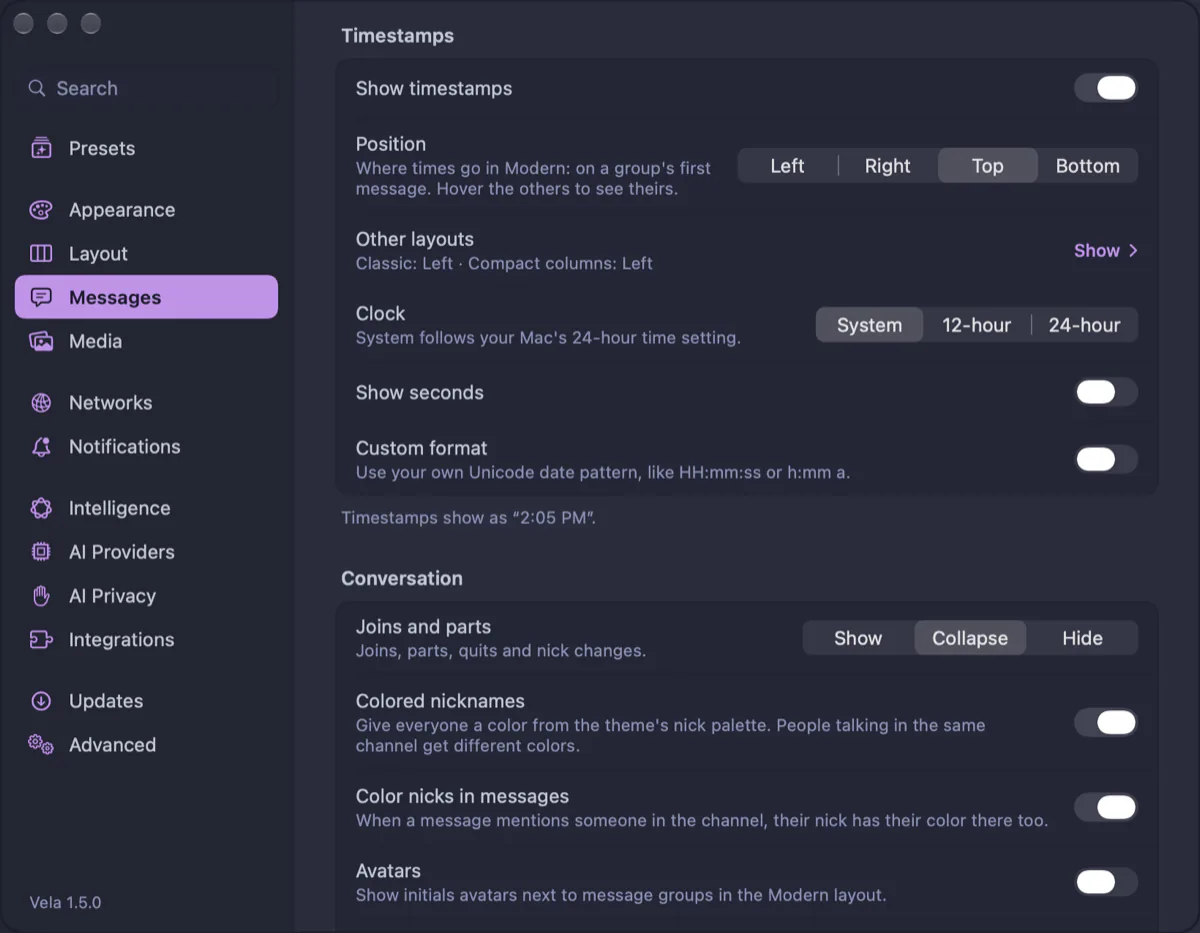 Search
Presets
Appearance
Layout
Messages
Media
Networks
Notifications
Intelligence
AI Providers
AI Privacy
Integrations
Updates
Advanced
Vela 1.5.0
Timestamps
Show timestamps
Position
Where times go in Modern: on a group's first
message. Hover the others to see theirs.
Left Right Top Bottom
Other layouts
Classic: Left · Compact columns: Left
Show
Clock
System follows your Mac's 24-hour time setting.
System 12-hour 24-hour
Show seconds
Custom format
Use your own Unicode date pattern, like HH:mm:ss or h:mm a.
Timestamps show as “2:05 PM”.
Conversation
Joins and parts
Joins, parts, quits and nick changes.
Show Collapse Hide
Colored nicknames
Give everyone a color from the theme's nick palette. People talking in the same
channel get different colors.
Color nicks in messages
When a message mentions someone in the channel, their nick has their color there too.
Avatars
Show initials avatars next to message groups in the Modern layout.